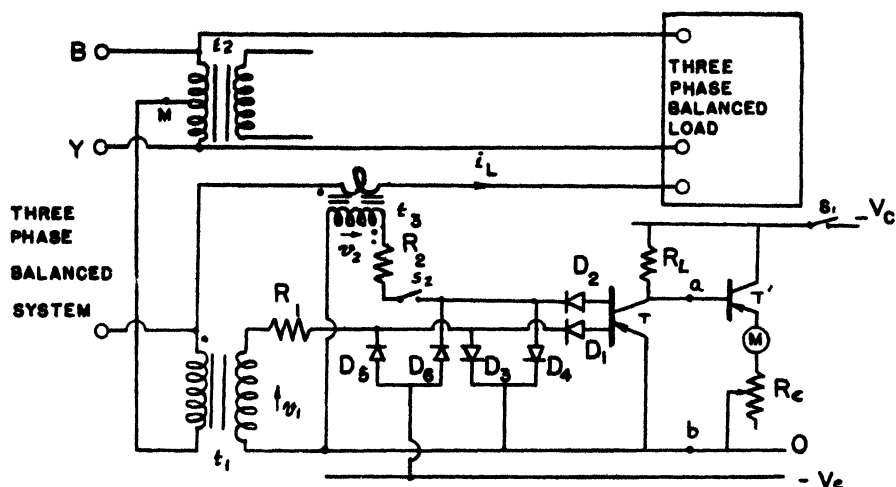 B
t2
M
Y
THREE
PHASE
BALANCED
LOAD
iL
THREE
PHASE
BALANCED
SYSTEM
t3
v2
R2
S2
R1
D2
D1
D5
D6
D3
D4
RL
a
T
T'
S1
-Vc
M
Rc
v1
t1
b
O
- Ve